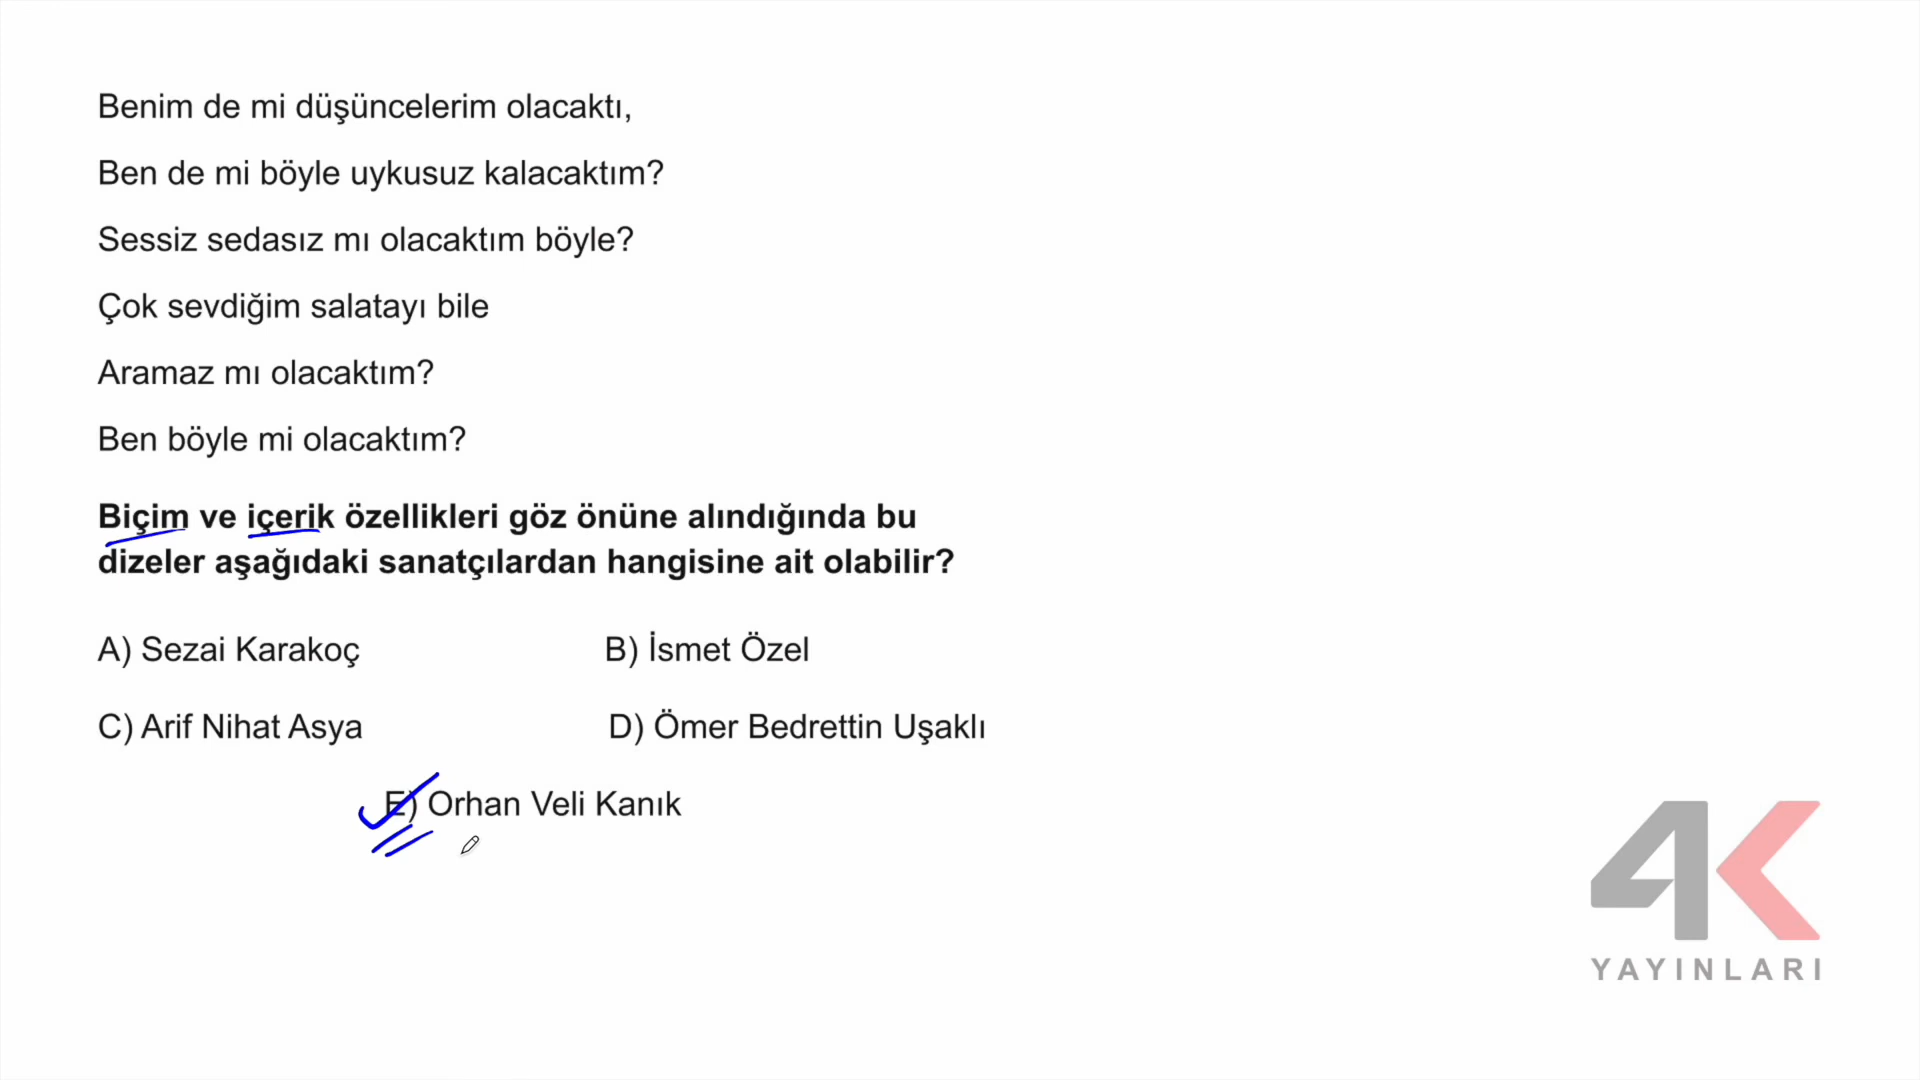 Benim de mi düşüncelerim olacaktı,
Ben de mi böyle uykusuz kalacaktım?
Sessiz sedasız mı olacaktım böyle?
Çok sevdiğim salatayı bile
Aramaz mı olacaktım?
Ben böyle mi olacaktım?
Biçim ve içerik özellikleri göz önüne alındığında bu
dizeler aşağıdaki sanatçılardan hangisine ait olabilir?
A) Sezai Karakoç B) İsmet Özel
C) Arif Nihat Asya D) Ömer Bedrettin Uşaklı
E) Orhan Veli Kanık
4K
YAYINLARI